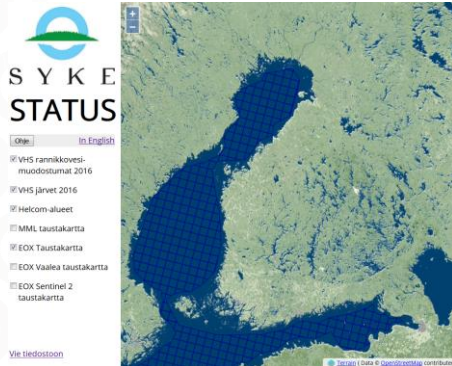 SYKE
STATUS
Ohje In English
VHS rannikkovesi-
muodostumat 2016
VHS järvet 2016
Helcom-alueet
MML taustakartta
EOX Taustakartta
EOX Vaalea taustakartta
EOX Sentinel 2
taustakartta
Vie tiedostoon
+
−
Terrain | Data © OpenStreetMap contributor